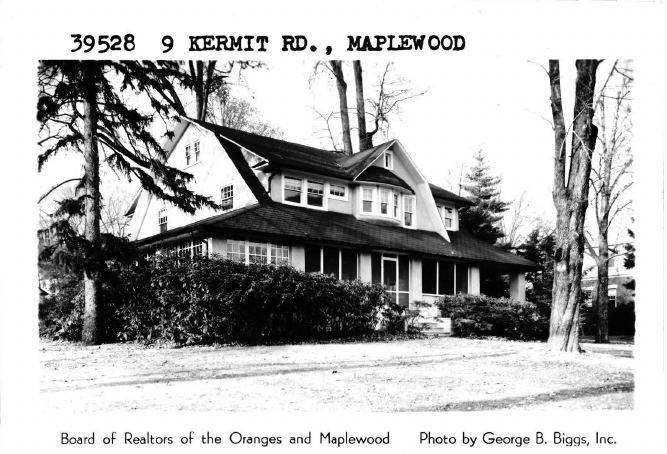 39528 9 KERMIT RD., MAPLEWOOD
Board of Realtors of the Oranges and Maplewood Photo by George B. Biggs, Inc.